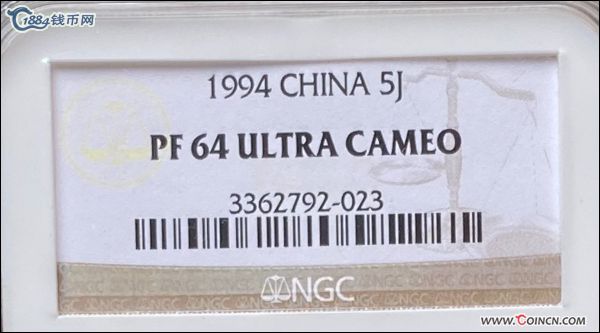 1884钱币网
1994 CHINA 5J
PF 64 ULTRA CAMEO
3362792-023
NGC
www.COINCN.com